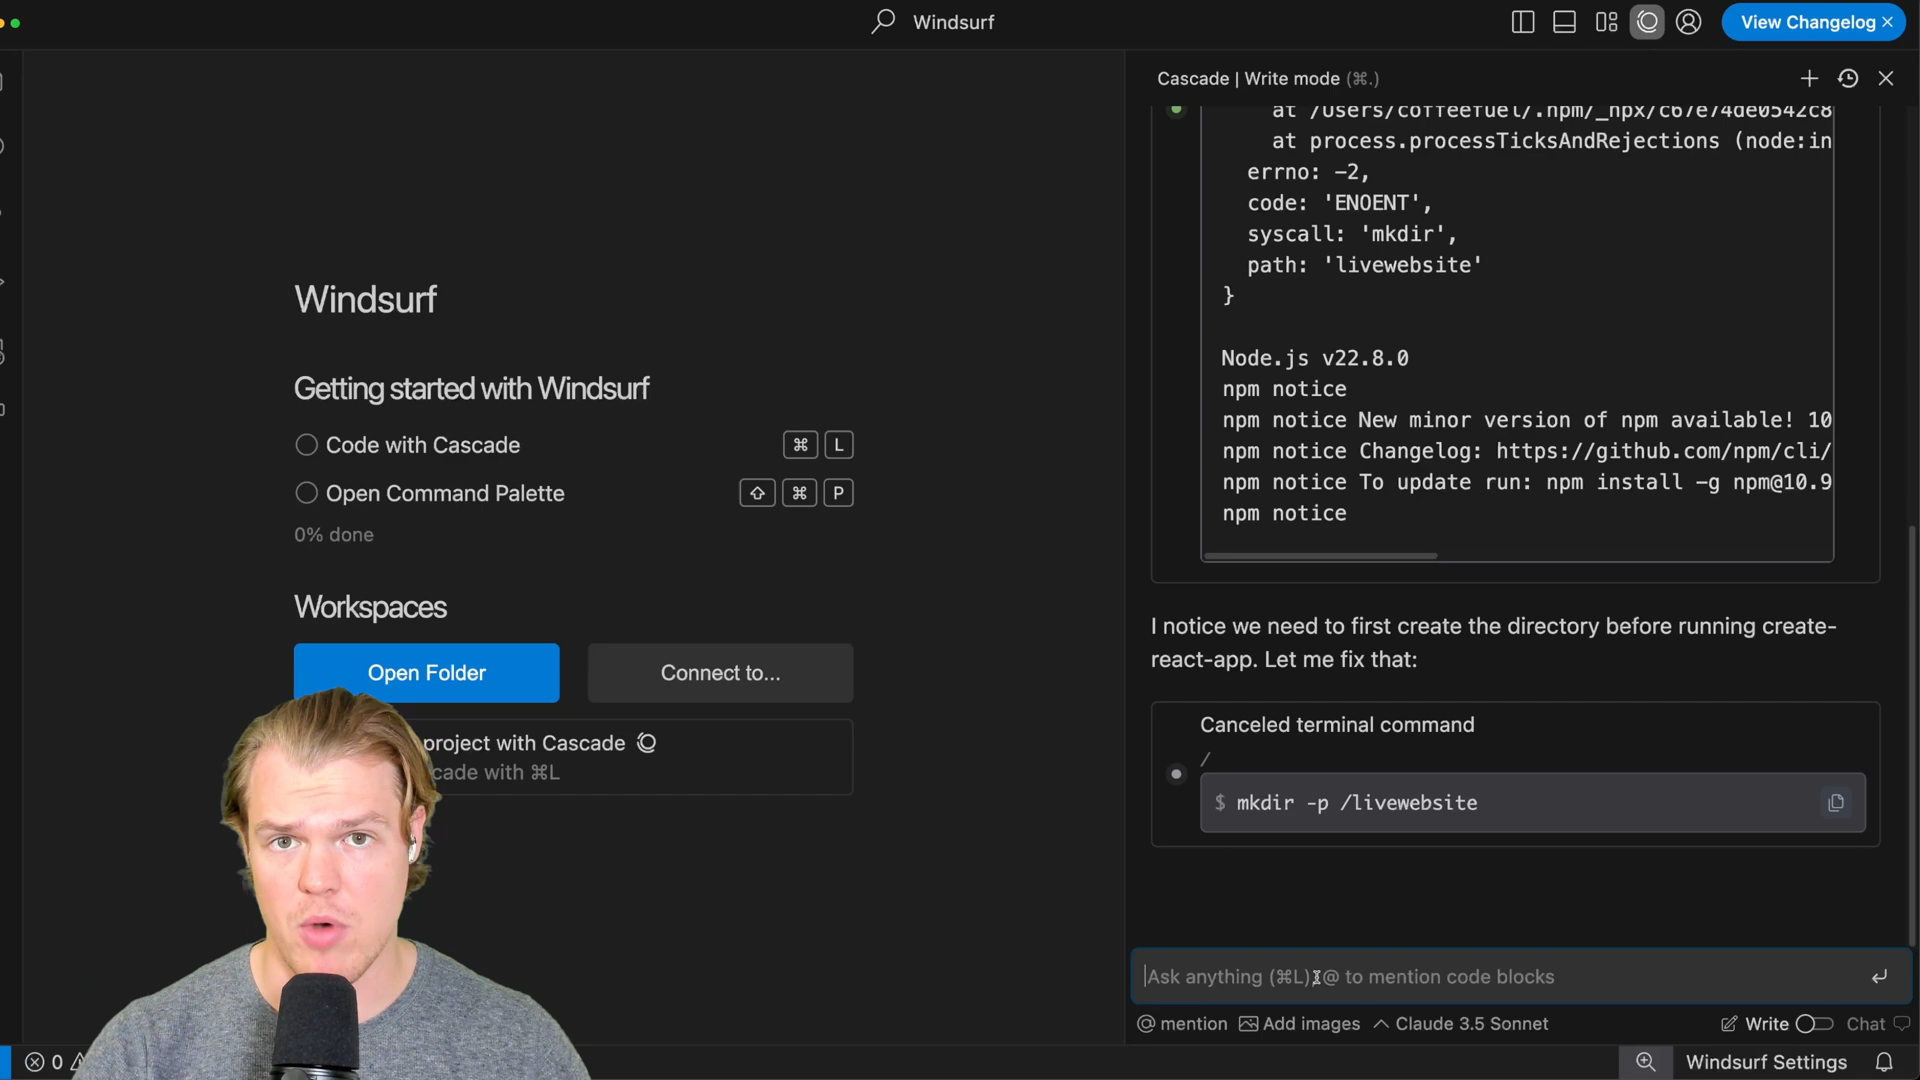 Windsurf
View Changelog ×
Cascade | Write mode (⌘.)
at /Users/coffeefuel/.npm/_npx/c67e74de0542c8
at process.processTicksAndRejections (node:in
errno: -2,
code: 'ENOENT',
syscall: 'mkdir',
path: 'livewebsite'
}
Node.js v22.8.0
npm notice
npm notice New minor version of npm available! 10
npm notice Changelog: https://github.com/npm/cli/
npm notice To update run: npm install -g npm@10.9
npm notice
I notice we need to first create the directory before running create-
react-app. Let me fix that:
Canceled terminal command
/
$ mkdir -p /livewebsite
Ask anything (⌘L), @ to mention code blocks
@ mention Add images ^ Claude 3.5 Sonnet Write Chat
Windsurf
Getting started with Windsurf
Code with Cascade ⌘ L
Open Command Palette ⇧ ⌘ P
0% done
Workspaces
Open Folder Connect to...
project with Cascade
cade with ⌘L
0
Windsurf Settings